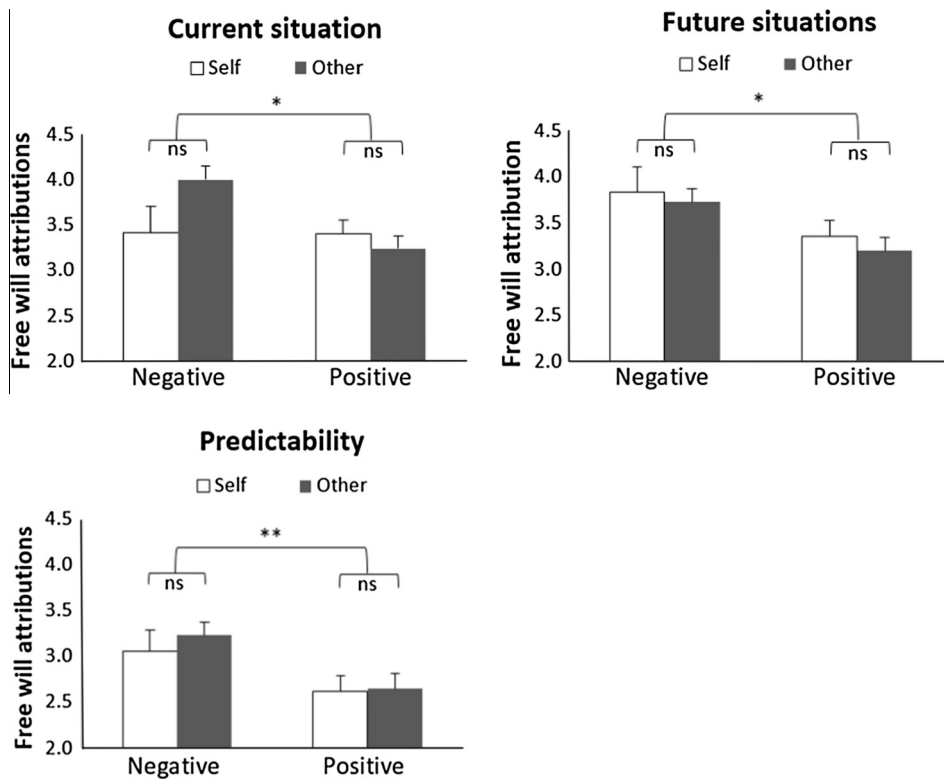 Current situation
Self Other
*
ns ns
Free will attributions
4.5
4.0
3.5
3.0
2.5
2.0
Negative Positive
Future situations
Self Other
*
ns ns
Free will attribution
4.5
4.0
3.5
3.0
2.5
2.0
Negative Positive
Predictability
Self Other
**
ns ns
Free will attributions
4.5
4.0
3.5
3.0
2.5
2.0
Negative Positive